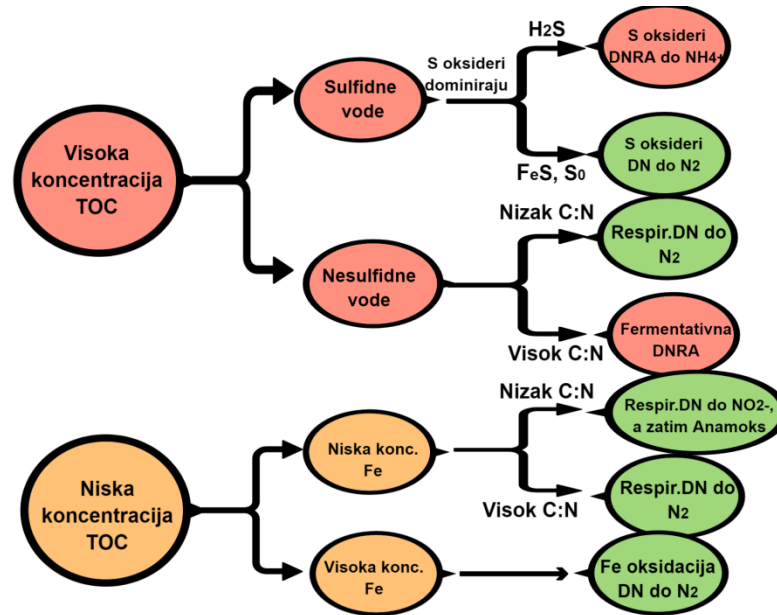 Visoka
koncentracija
TOC
Sulfidne
vode
S oksideri
dominiraju
H2S
S oksideri
DNRA do NH4+
FeS, S0
S oksideri
DN do N2
Nesulfidne
vode
Nizak C:N
Respir.DN do
N2
Visok C:N
Fermentativna
DNRA
Niska
koncentracija
TOC
Niska konc.
Fe
Nizak C:N
Respir.DN do NO2-,
a zatim Anamoks
Visok C:N
Respir.DN do
N2
Visoka konc.
Fe
Fe oksidacija
DN do N2